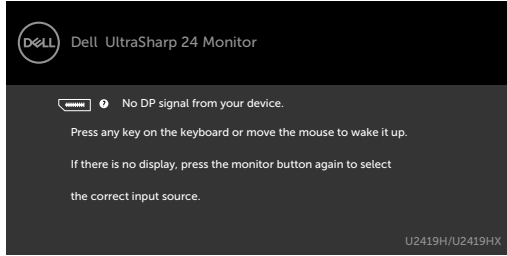 DELL
Dell UltraSharp 24 Monitor
? No DP signal from your device.
Press any key on the keyboard or move the mouse to wake it up.
If there is no display, press the monitor button again to select
the correct input source.
U2419H/U2419HX